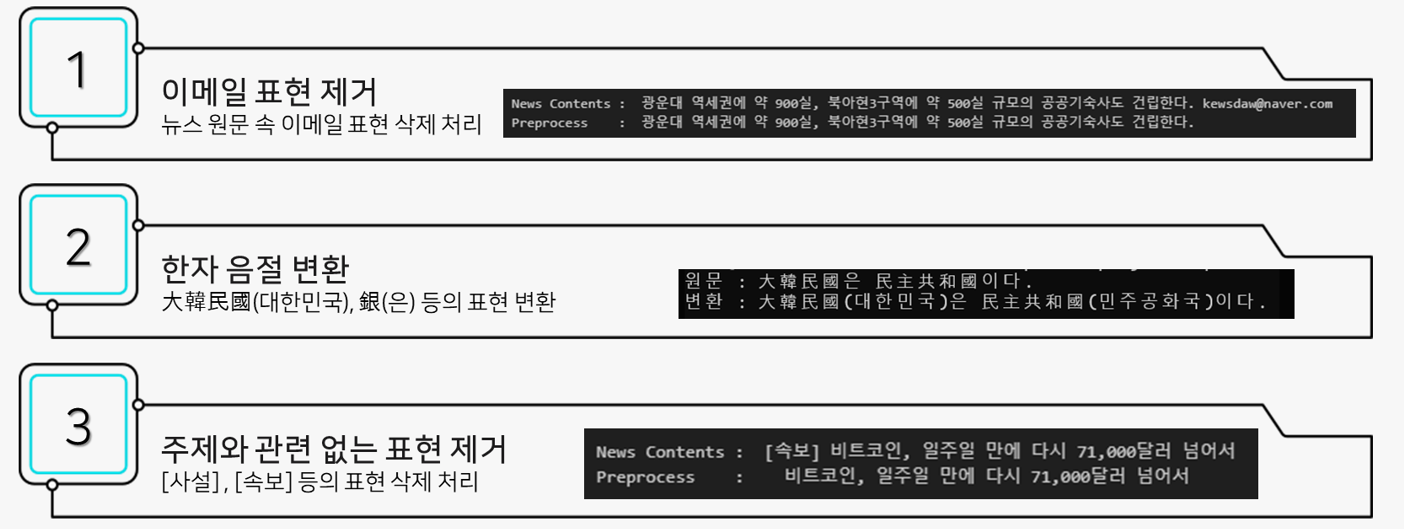 1
이메일 표현 제거
뉴스 원문 속 이메일 표현 삭제 처리
News Contents : 광운대 역세권에 약 900실, 북아현3구역에 약 500실 규모의 공공기숙사도 건립한다. kewsdaw@naver.com
Preprocess : 광운대 역세권에 약 900실, 북아현3구역에 약 500실 규모의 공공기숙사도 건립한다.
2
한자 음절 변환
大韓民國(대한민국), 銀(은) 등의 표현 변환
원문 : 大韓民國은 民主共和國이다.
변환 : 大韓民國(대한민국)은 民主共和國(민주공화국)이다.
3
주제와 관련 없는 표현 제거
[사설] , [속보] 등의 표현 삭제 처리
News Contents : [속보] 비트코인, 일주일 만에 다시 71,000달러 넘어서
Preprocess : 비트코인, 일주일 만에 다시 71,000달러 넘어서